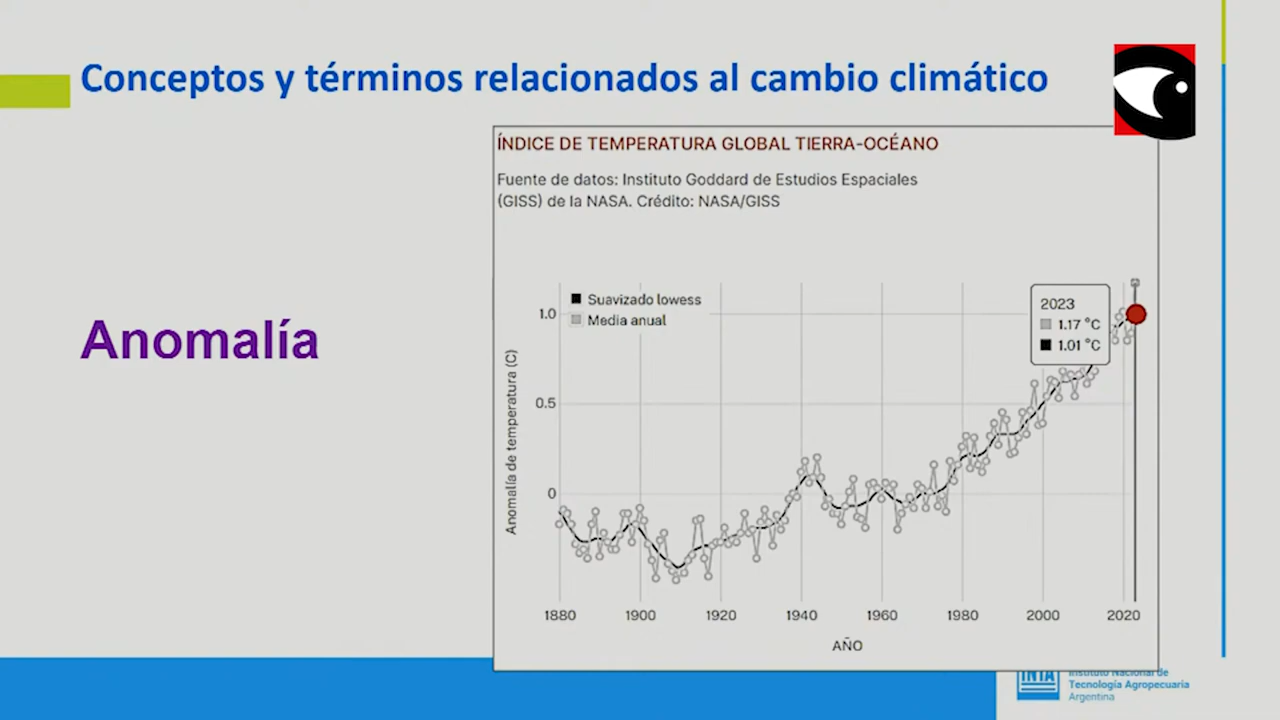 Conceptos y términos relacionados al cambio climático
Anomalía
ÍNDICE DE TEMPERATURA GLOBAL TIERRA-OCÉANO
Fuente de datos: Instituto Goddard de Estudios Espaciales
(GISS) de la NASA. Crédito: NASA/GISS
Suavizado lowess
Media anual
2023
1.17 °C
1.01 °C
1.0
0.5
0
Anomalía de temperatura (C)
1880 1900 1920 1940 1960 1980 2000 2020
AÑO
INTA
Instituto Nacional de
Tecnología Agropecuaria
Argentina